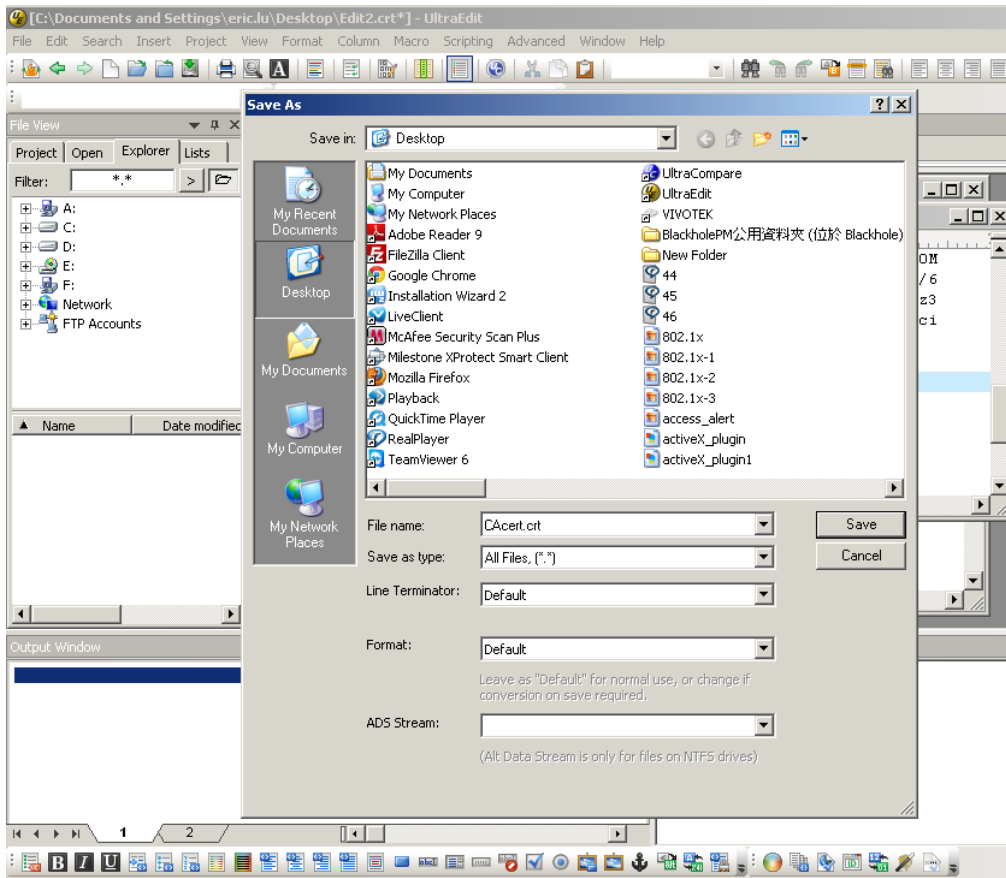 [C:\Documents and Settings\eric.lu\Desktop\Edit2.crt*] - UltraEdit
File Edit Search Insert Project View Format Column Macro Scripting Advanced Window Help
File View
Project Open Explorer Lists
Filter: *.* >
A:
C:
D:
E:
F:
Network
FTP Accounts
Name Date modified
Save As
Save in: Desktop
My Recent Documents
Desktop
My Documents
My Computer
My Network Places
My Documents
My Computer
My Network Places
Adobe Reader 9
FileZilla Client
Google Chrome
Installation Wizard 2
LiveClient
McAfee Security Scan Plus
Milestone XProtect Smart Client
Mozilla Firefox
Playback
QuickTime Player
RealPlayer
TeamViewer 6
UltraCompare
UltraEdit
VIVOTEK
BlackholePM公用資料夾 (位於 Blackhole)
New Folder
44
45
46
802.1x
802.1x-1
802.1x-2
802.1x-3
access_alert
activeX_plugin
activeX_plugin1
File name: CAcert.crt Save
Save as type: All Files, (*.*) Cancel
Line Terminator: Default
Format: Default
Leave as "Default" for normal use, or change if
conversion on save required.
ADS Stream:
(Alt Data Stream is only for files on NTFS drives)
OM
/6
z3
ci
Output Window
1 2
B I U